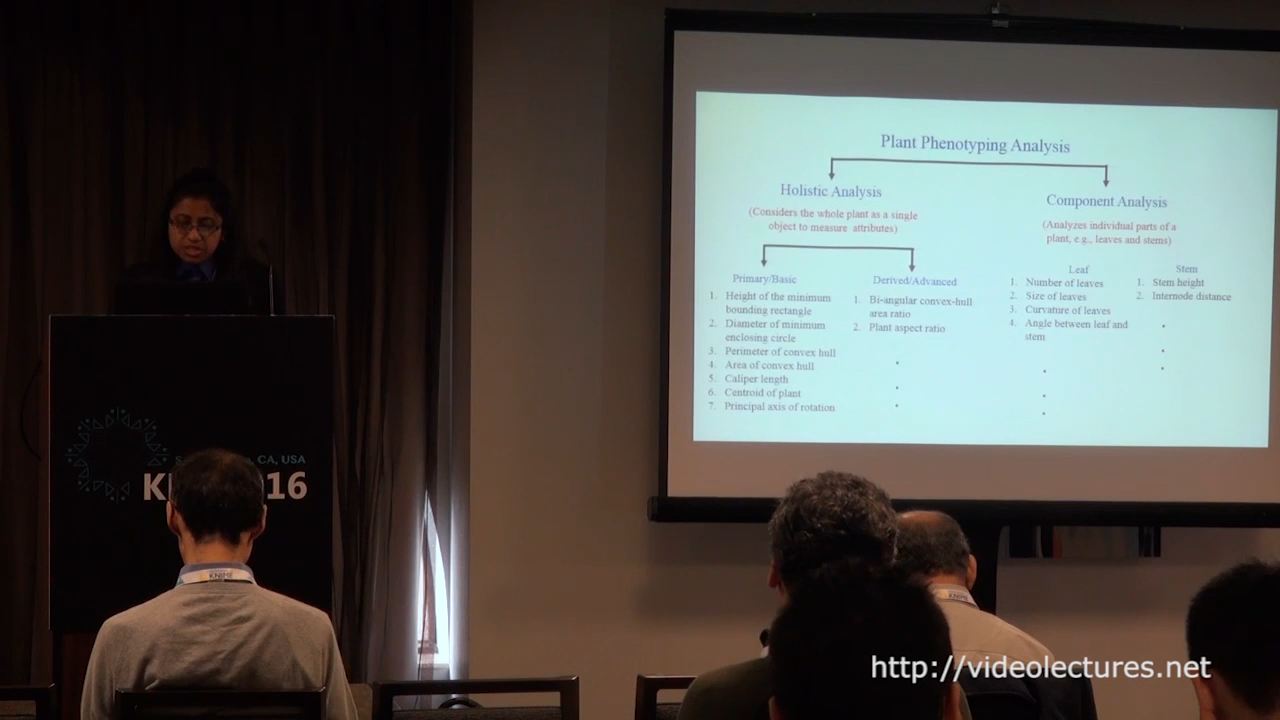 Plant Phenotyping Analysis
Holistic Analysis
(Considers the whole plant as a single
object to measure attributes)
Component Analysis
(Analyzes individual parts of a
plant, e.g., leaves and stems)
Primary/Basic
1. Height of the minimum
bounding rectangle
2. Diameter of minimum
enclosing circle
3. Perimeter of convex hull
4. Area of convex hull
5. Caliper length
6. Centroid of plant
7. Principal axis of rotation
Derived/Advanced
1. Bi-angular convex-hull
area ratio
2. Plant aspect ratio
Leaf
1. Number of leaves
2. Size of leaves
3. Curvature of leaves
4. Angle between leaf and
stem
Stem
1. Stem height
2. Internode distance
CA, USA
16
KNIME
KNIME
http://videolectures.net